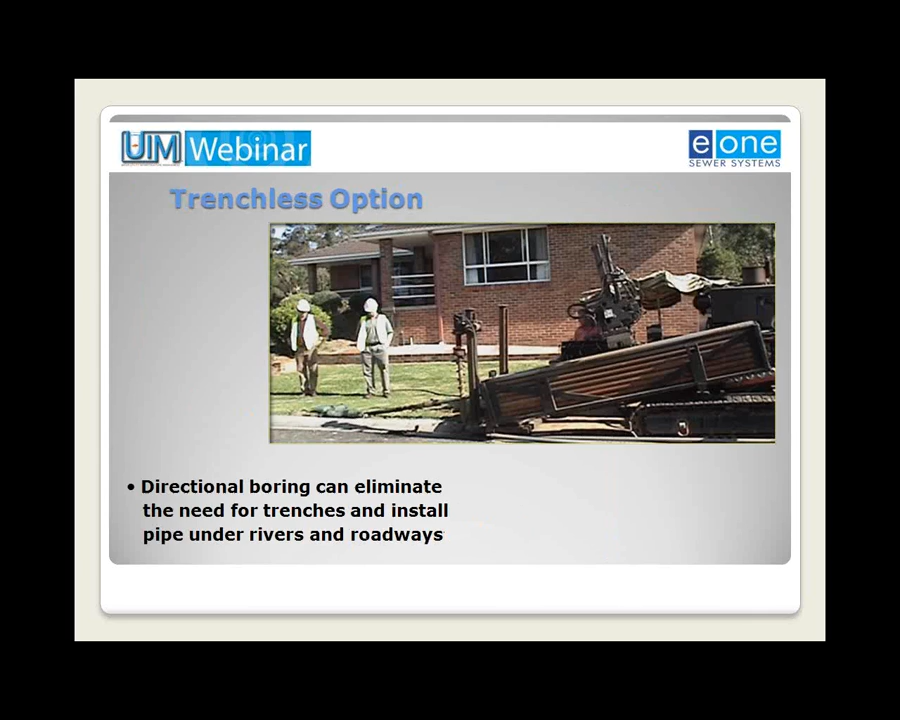 UIM Webinar
e one
SEWER SYSTEMS
Trenchless Option
• Directional boring can eliminate
the need for trenches and install
pipe under rivers and roadways